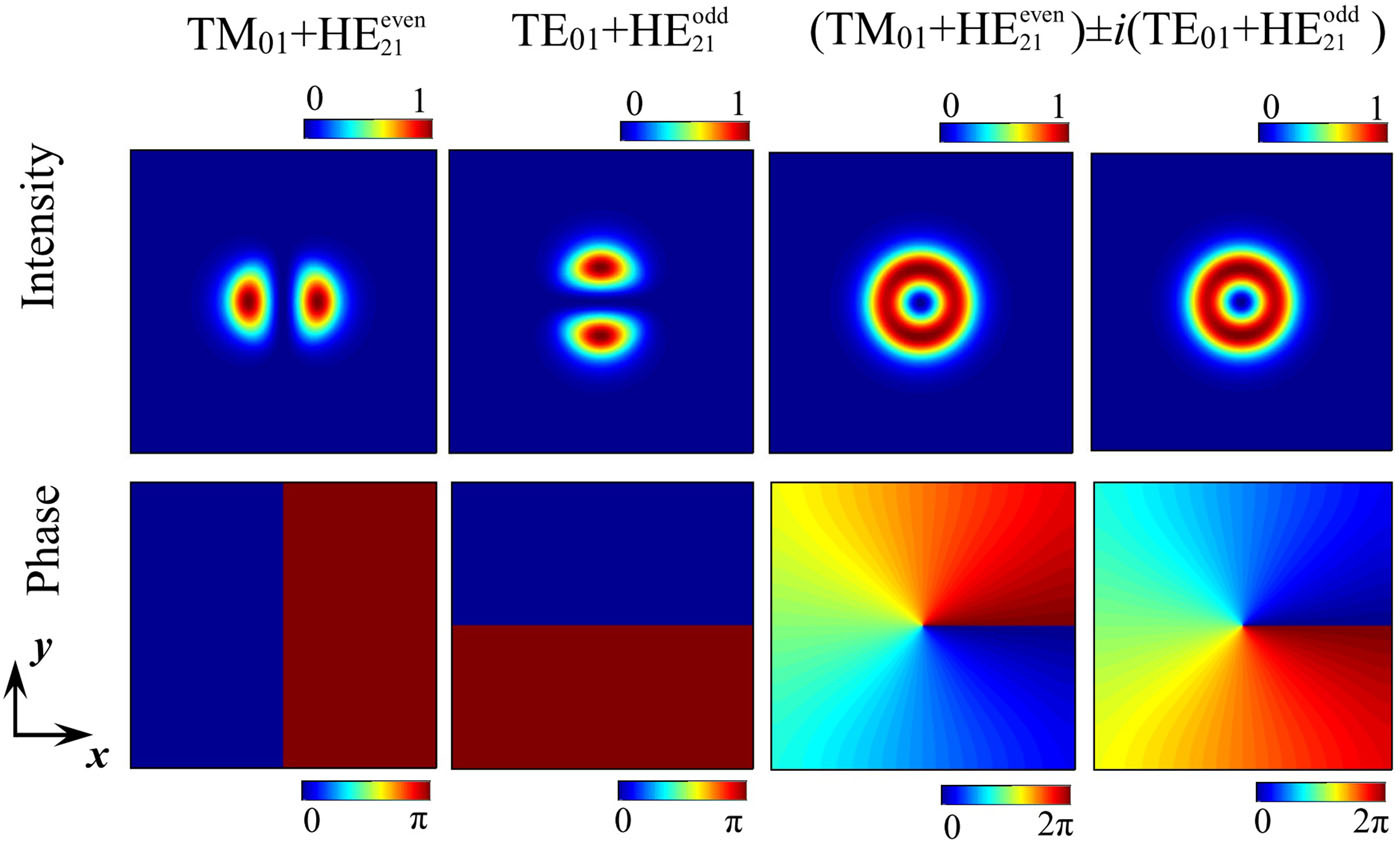 TM01+HE21even TE01+HE21odd (TM01+HE21even)±i(TE01+HE21odd)
0 1 0 1 0 1 0 1
Intensity
Phase
y
x
0 π 0 π 0 2π 0 2π